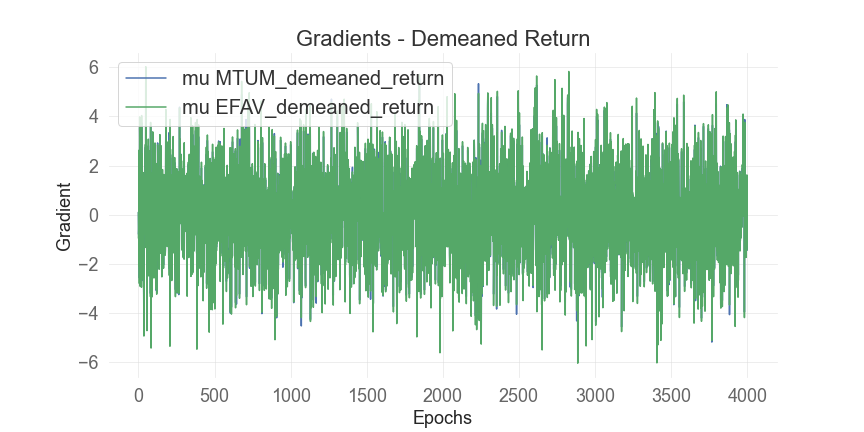 Gradients - Demeaned Return
mu MTUM_demeaned_return
mu EFAV_demeaned_return
6
4
2
0
−2
−4
−6
Gradient
0 500 1000 1500 2000 2500 3000 3500 4000
Epochs